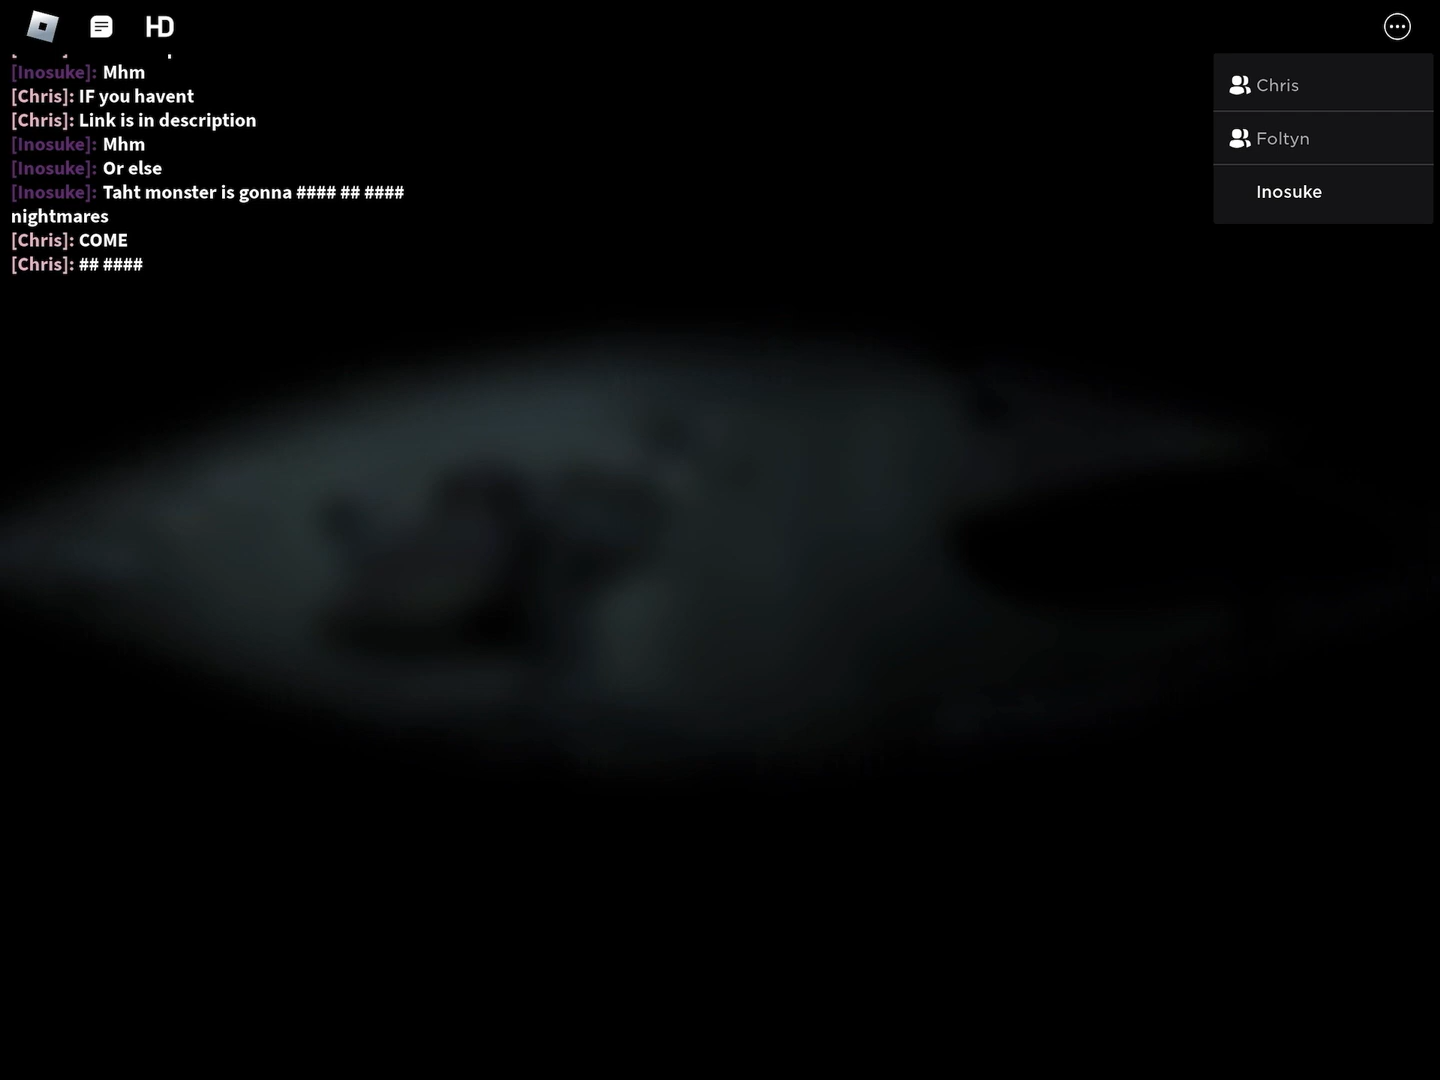 HD
[Inosuke]: Mhm
[Chris]: IF you havent
[Chris]: Link is in description
[Inosuke]: Mhm
[Inosuke]: Or else
[Inosuke]: Taht monster is gonna #### ## ####
nightmares
[Chris]: COME
[Chris]: ## ####
Chris
Foltyn
Inosuke